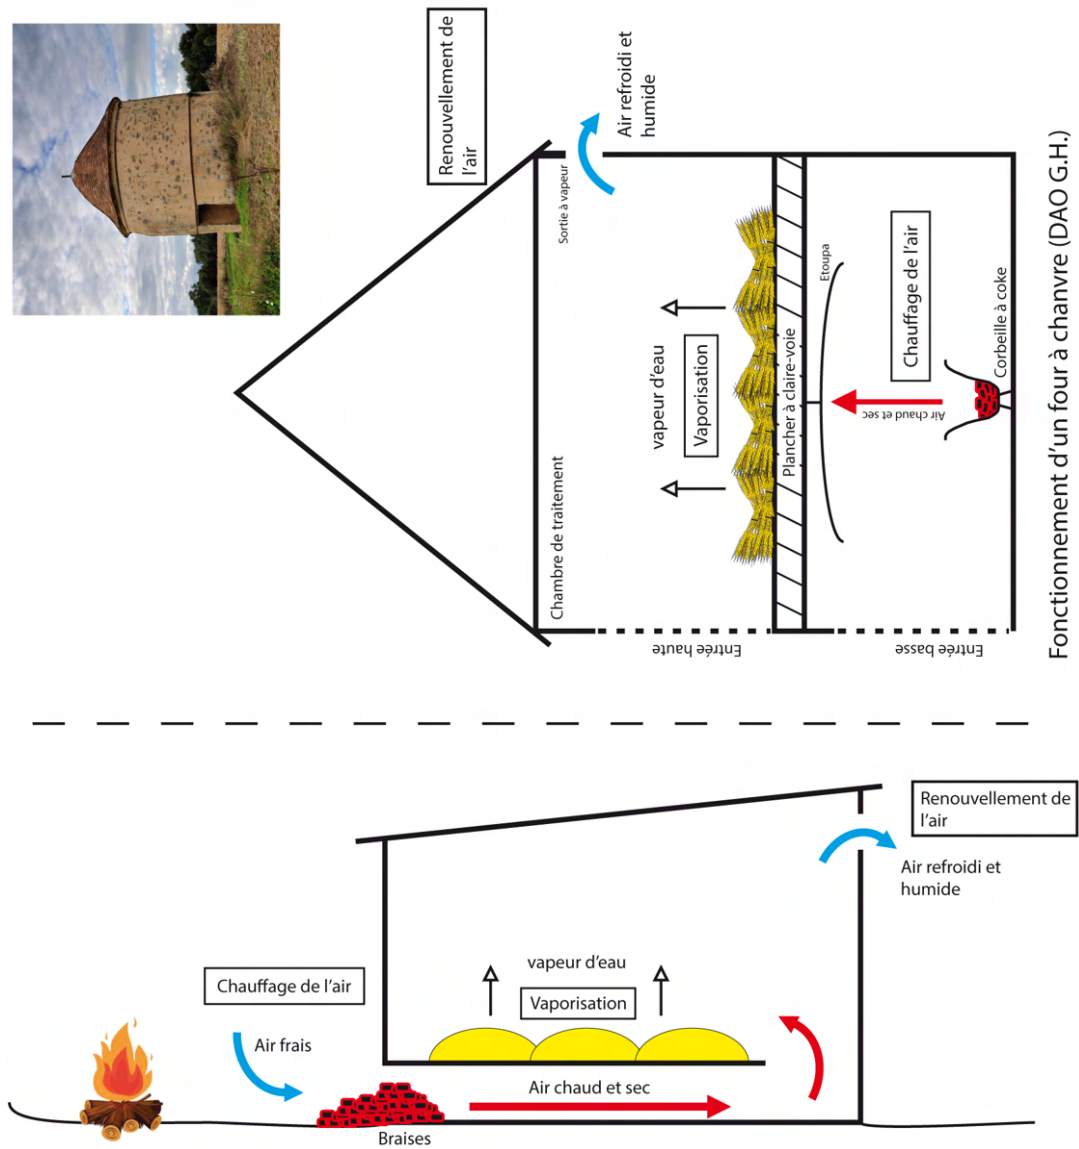 Renouvellement de
l'air
Air refroidi et
humide
Sortie à vapeur
Chambre de traitement
vapeur d'eau
Vaporisation
Plancher à claire-voie
Etoupa
Chauffage de l'air
Air chaud et sec
Corbeille à coke
Entrée haute
Entrée basse
Fonctionnement d'un four à chanvre (DAO G.H.)
Renouvellement de
l'air
Air refroidi et
humide
vapeur d'eau
Vaporisation
Chauffage de l'air
Air frais
Air chaud et sec
Braises